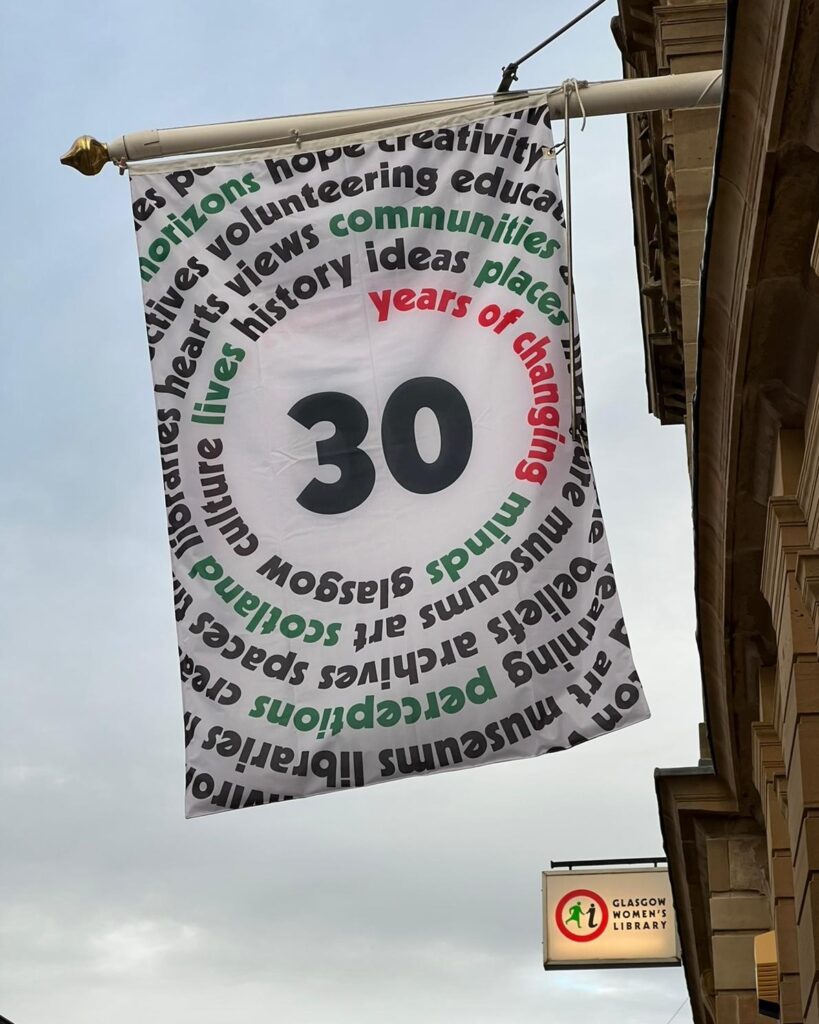 30
years of changing
minds glasgow culture lives history ideas places
museums art scotland libraries hearts views communities
beliefs archives spaces
volunteering
learning perceptions
horizons hope creativity
art museums libraries
GLASGOW
WOMEN'S
LIBRARY